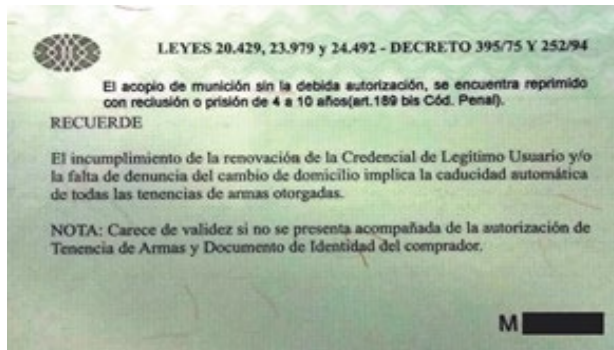 LEYES 20.429, 23.979 y 24.492 - DECRETO 395/75 Y 252/94
El acopio de munición sin la debida autorización, se encuentra reprimido
con reclusión o prisión de 4 a 10 años(art.189 bis Cód. Penal).
RECUERDE
El incumplimiento de la renovación de la Credencial de Legítimo Usuario y/o
la falta de denuncia del cambio de domicilio implica la caducidad automática
de todas las tenencias de armas otorgadas.
NOTA: Carece de validez si no se presenta acompañada de la autorización de
Tenencia de Armas y Documento de Identidad del comprador.
M